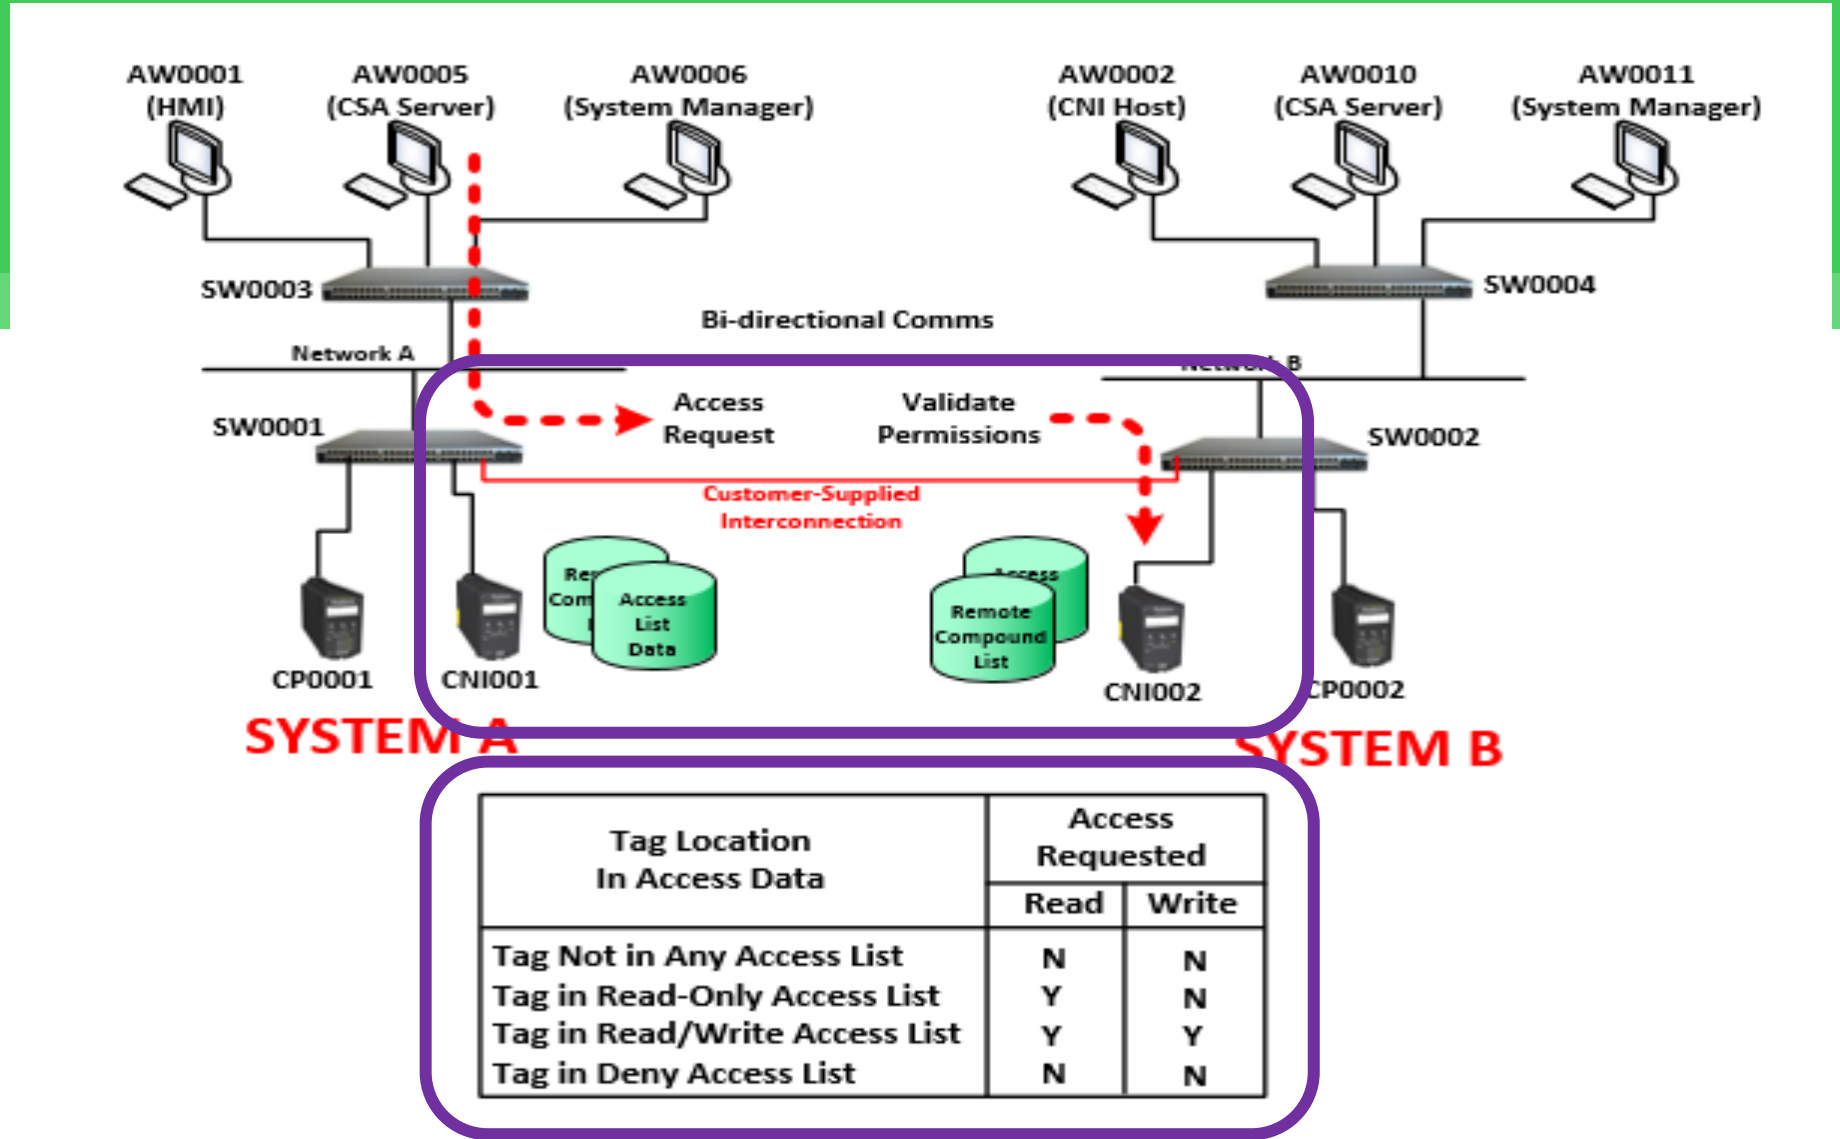 AW0001
(HMI)
AW0005
(CSA Server)
AW0006
(System Manager)
AW0002
(CNI Host)
AW0010
(CSA Server)
AW0011
(System Manager)
SW0003
SW0004
Bi-directional Comms
Network A
B
SW0001
Access
Request
Validate
Permissions
SW0002
Customer-Supplied
Interconnection
Access
List
Data
Access
Remote
Compound
List
CP0001
CNI001
CNI002
CP0002
SYSTEM A
SYSTEM B
Tag Location
In Access Data
Access
Requested
Read Write
Tag Not in Any Access List N N
Tag in Read-Only Access List Y N
Tag in Read/Write Access List Y Y
Tag in Deny Access List N N